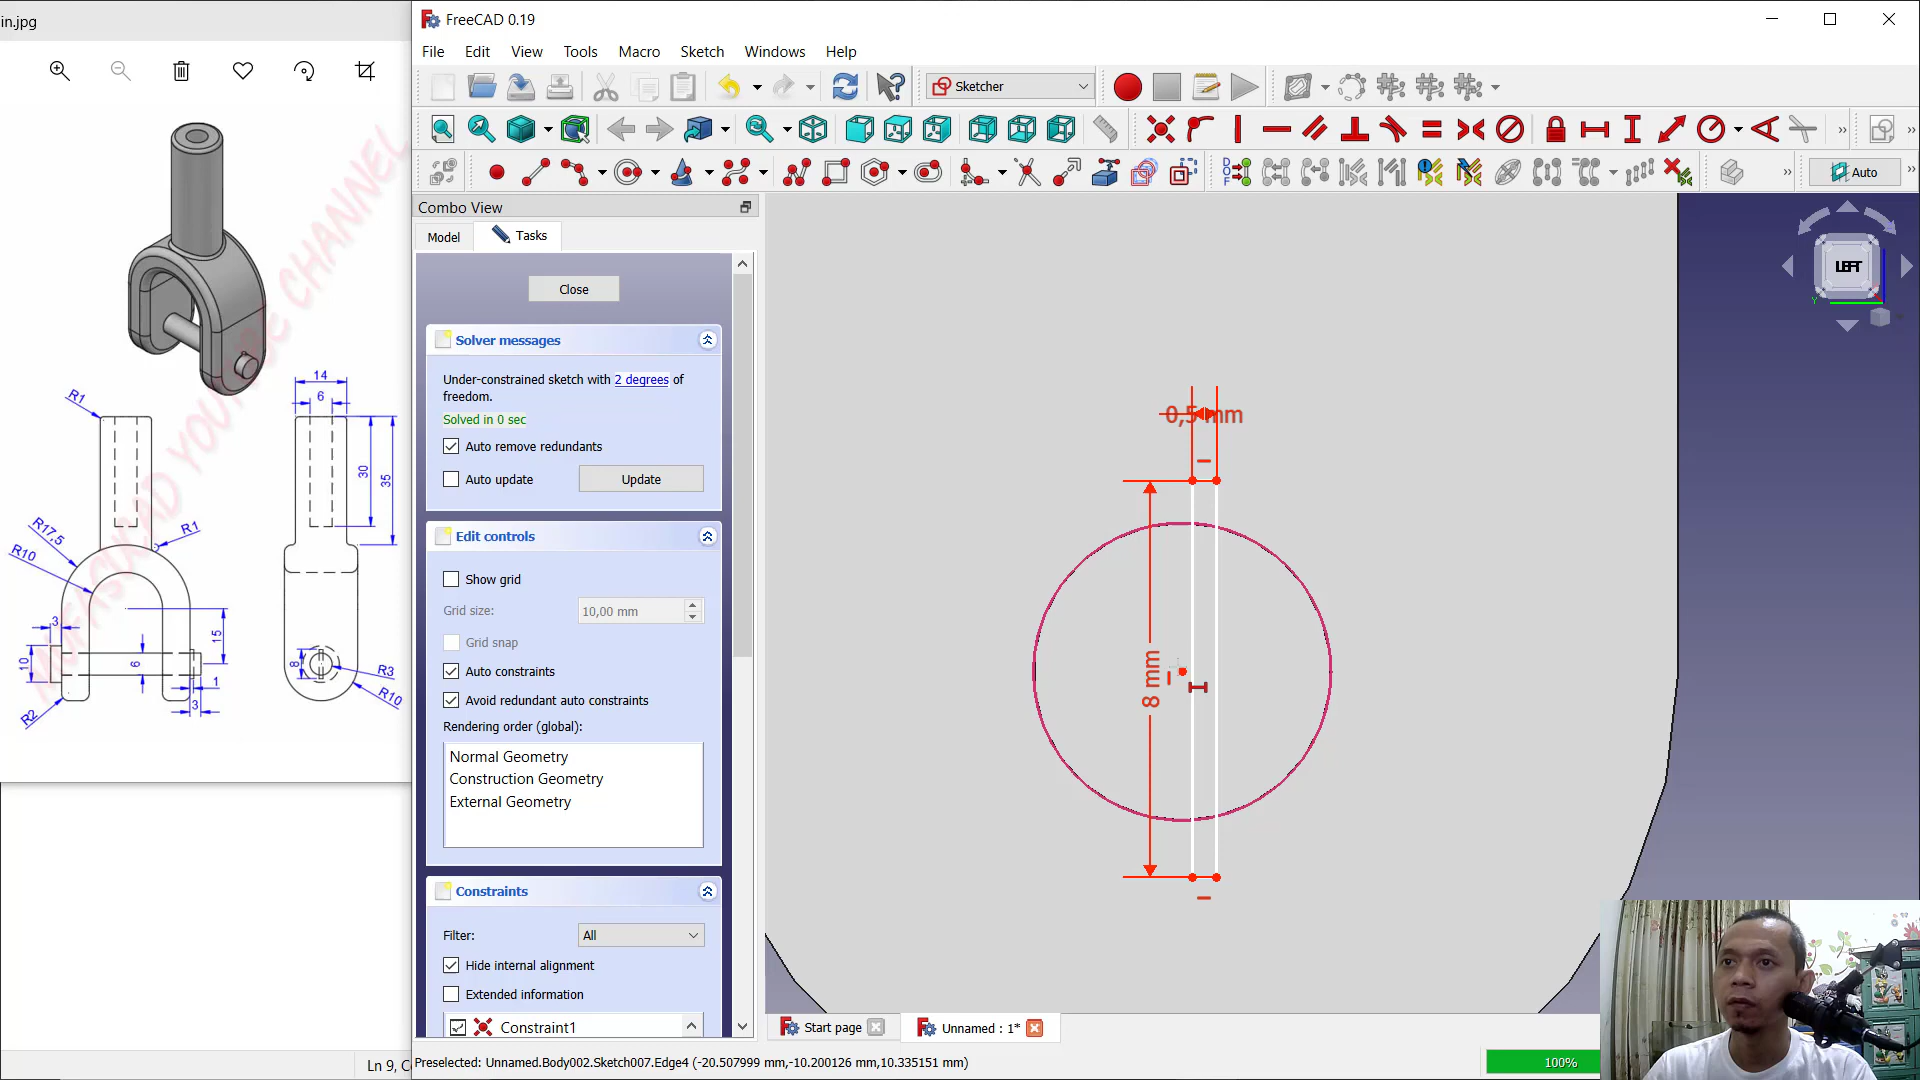 in.jpg
R1
14
6
30
35
R17,5
R10
R1
3
15
10
6
8
R3
R10
1
3
R2
INFASUCAD YOUTUBE CHANNEL
FreeCAD 0.19
File Edit View Tools Macro Sketch Windows Help
Sketcher
Auto
Combo View
Model Tasks
Close
Solver messages
Under-constrained sketch with 2 degrees of
freedom.
Solved in 0 sec
Auto remove redundants
Auto update Update
Edit controls
Show grid
Grid size: 10,00 mm
Grid snap
Auto constraints
Avoid redundant auto constraints
Rendering order (global):
Normal Geometry
Construction Geometry
External Geometry
Constraints
Filter: All
Hide internal alignment
Extended information
Constraint1
LEFT
Y
0,5 mm
8 mm
Start page Unnamed : 1*
Ln 9, C
Preselected: Unnamed.Body002.Sketch007.Edge4 (-20.507999 mm,-10.200126 mm,10.335151 mm)
100%